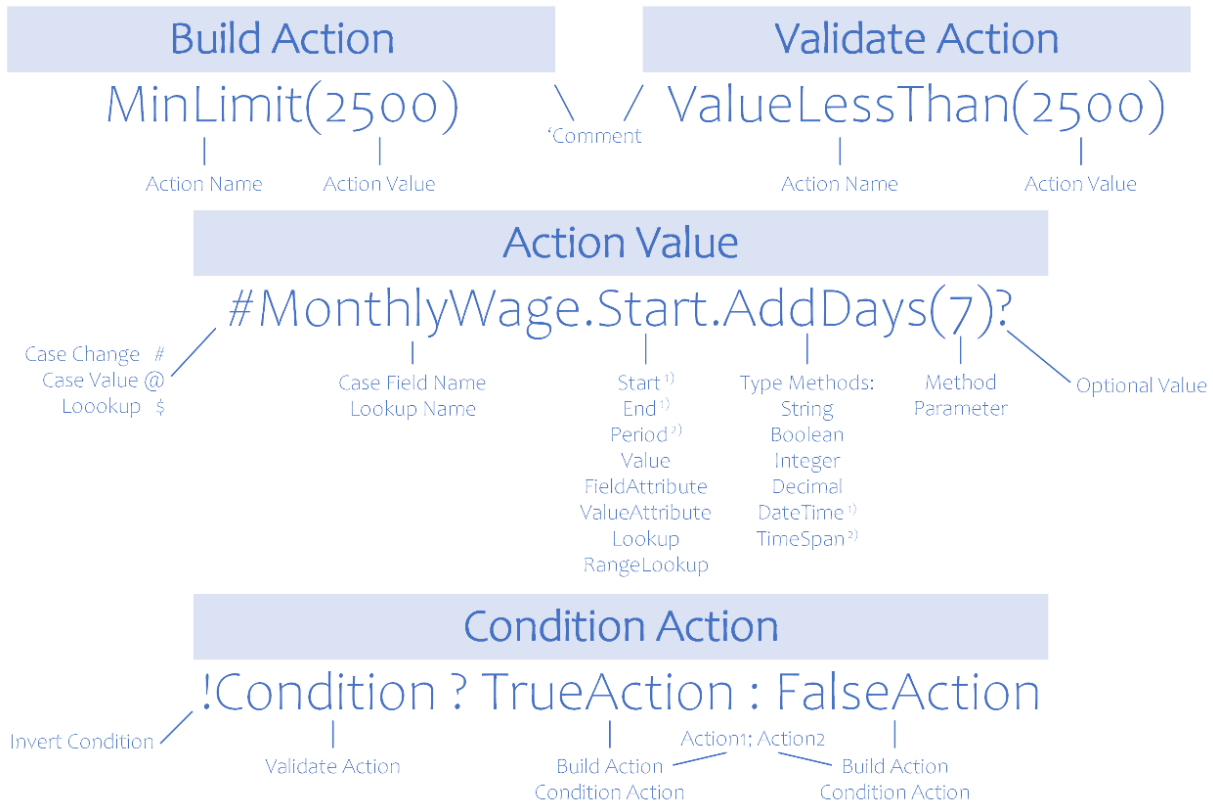 Build Action
Validate Action
MinLimit(2500)
ValueLessThan(2500)
‘Comment
Action Name
Action Value
Action Name
Action Value
Action Value
#MonthlyWage.Start.AddDays(7)?
Case Change #
Case Value @
Loookup $
Case Field Name
Lookup Name
Start 1)
End 1)
Period 2)
Value
FieldAttribute
ValueAttribute
Lookup
RangeLookup
Type Methods:
String
Boolean
Integer
Decimal
DateTime 1)
TimeSpan 2)
Method
Parameter
Optional Value
Condition Action
!Condition ? TrueAction : FalseAction
Invert Condition
Validate Action
Action1; Action2
Build Action
Condition Action
Build Action
Condition Action